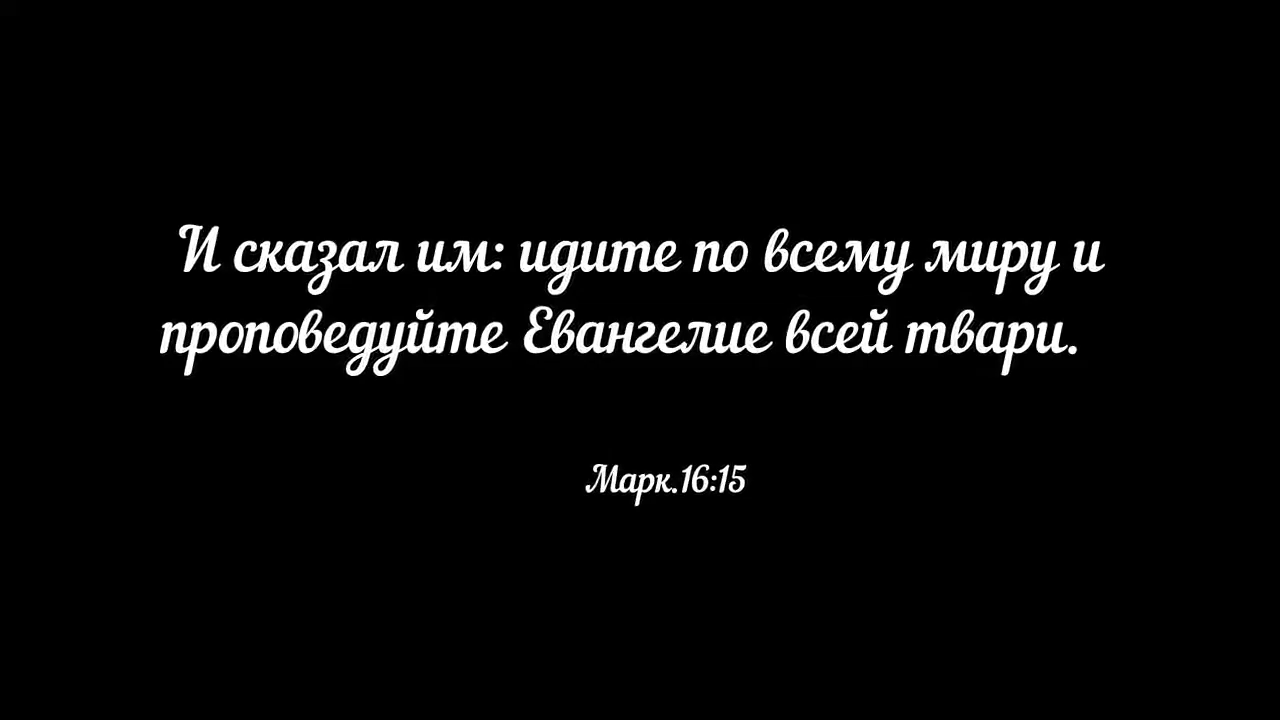 И сказал им: идите по всему миру и
проповедуйте Евангелие всей твари.
Марк.16:15